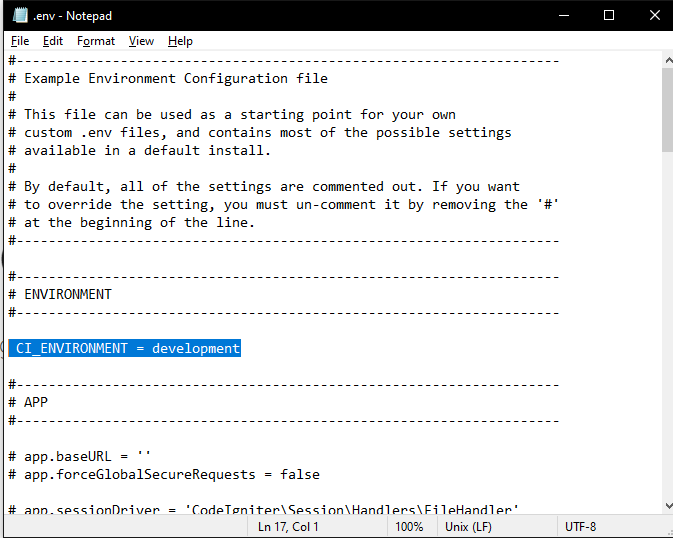 .env - Notepad
File Edit Format View Help
#-------------------------------------------------------------------
# Example Environment Configuration file
#
# This file can be used as a starting point for your own
# custom .env files, and contains most of the possible settings
# available in a default install.
#
# By default, all of the settings are commented out. If you want
# to override the setting, you must un-comment it by removing the '#'
# at the beginning of the line.
#-------------------------------------------------------------------
#-------------------------------------------------------------------
# ENVIRONMENT
#-------------------------------------------------------------------
CI_ENVIRONMENT = development
#-------------------------------------------------------------------
# APP
#-------------------------------------------------------------------
# app.baseURL = ''
# app.forceGlobalSecureRequests = false
# app.sessionDriver = 'CodeIgniter\Session\Handlers\FileHandler'
Ln 17, Col 1 100% Unix (LF) UTF-8